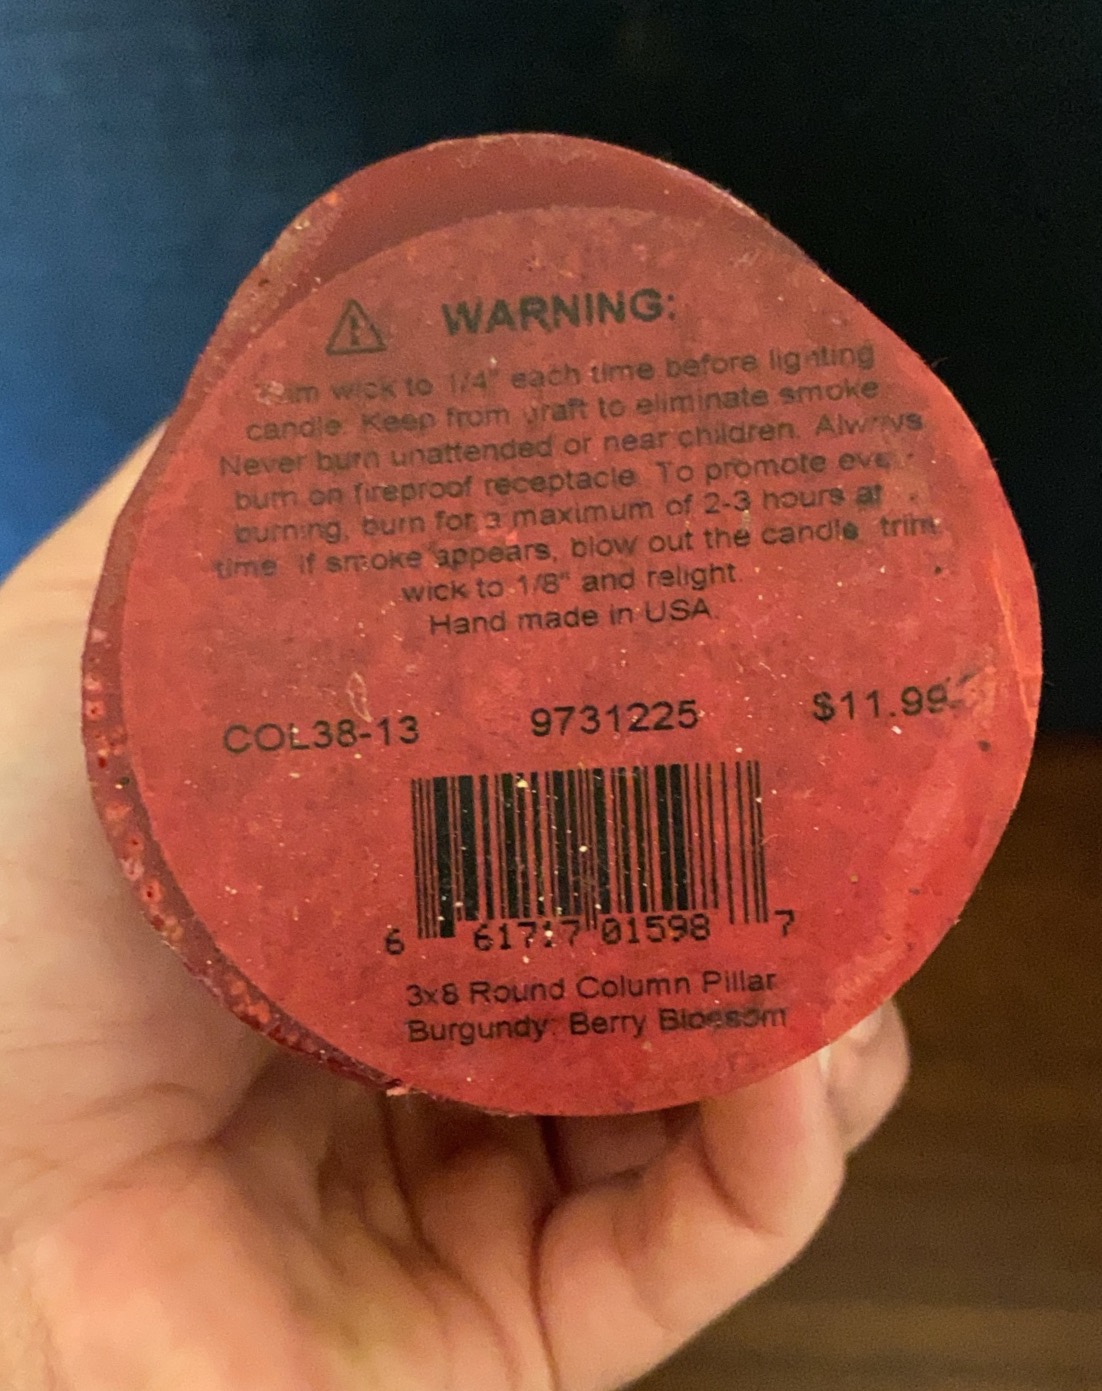 WARNING:
wick to 1/4" each time before lighting
candle. Keep from draft to eliminate smoke
Never burn unattended or near children. Always
burn on fireproof receptacle. To promote even
burning, burn for a maximum of 2-3 hours at
time. If smoke appears, blow out the candle, trim
wick to 1/8" and relight.
Hand made in USA.
COL38-13 9731225 $11.99
6 61717 01598 7
3x8 Round Column Pillar
Burgundy: Berry Blossom